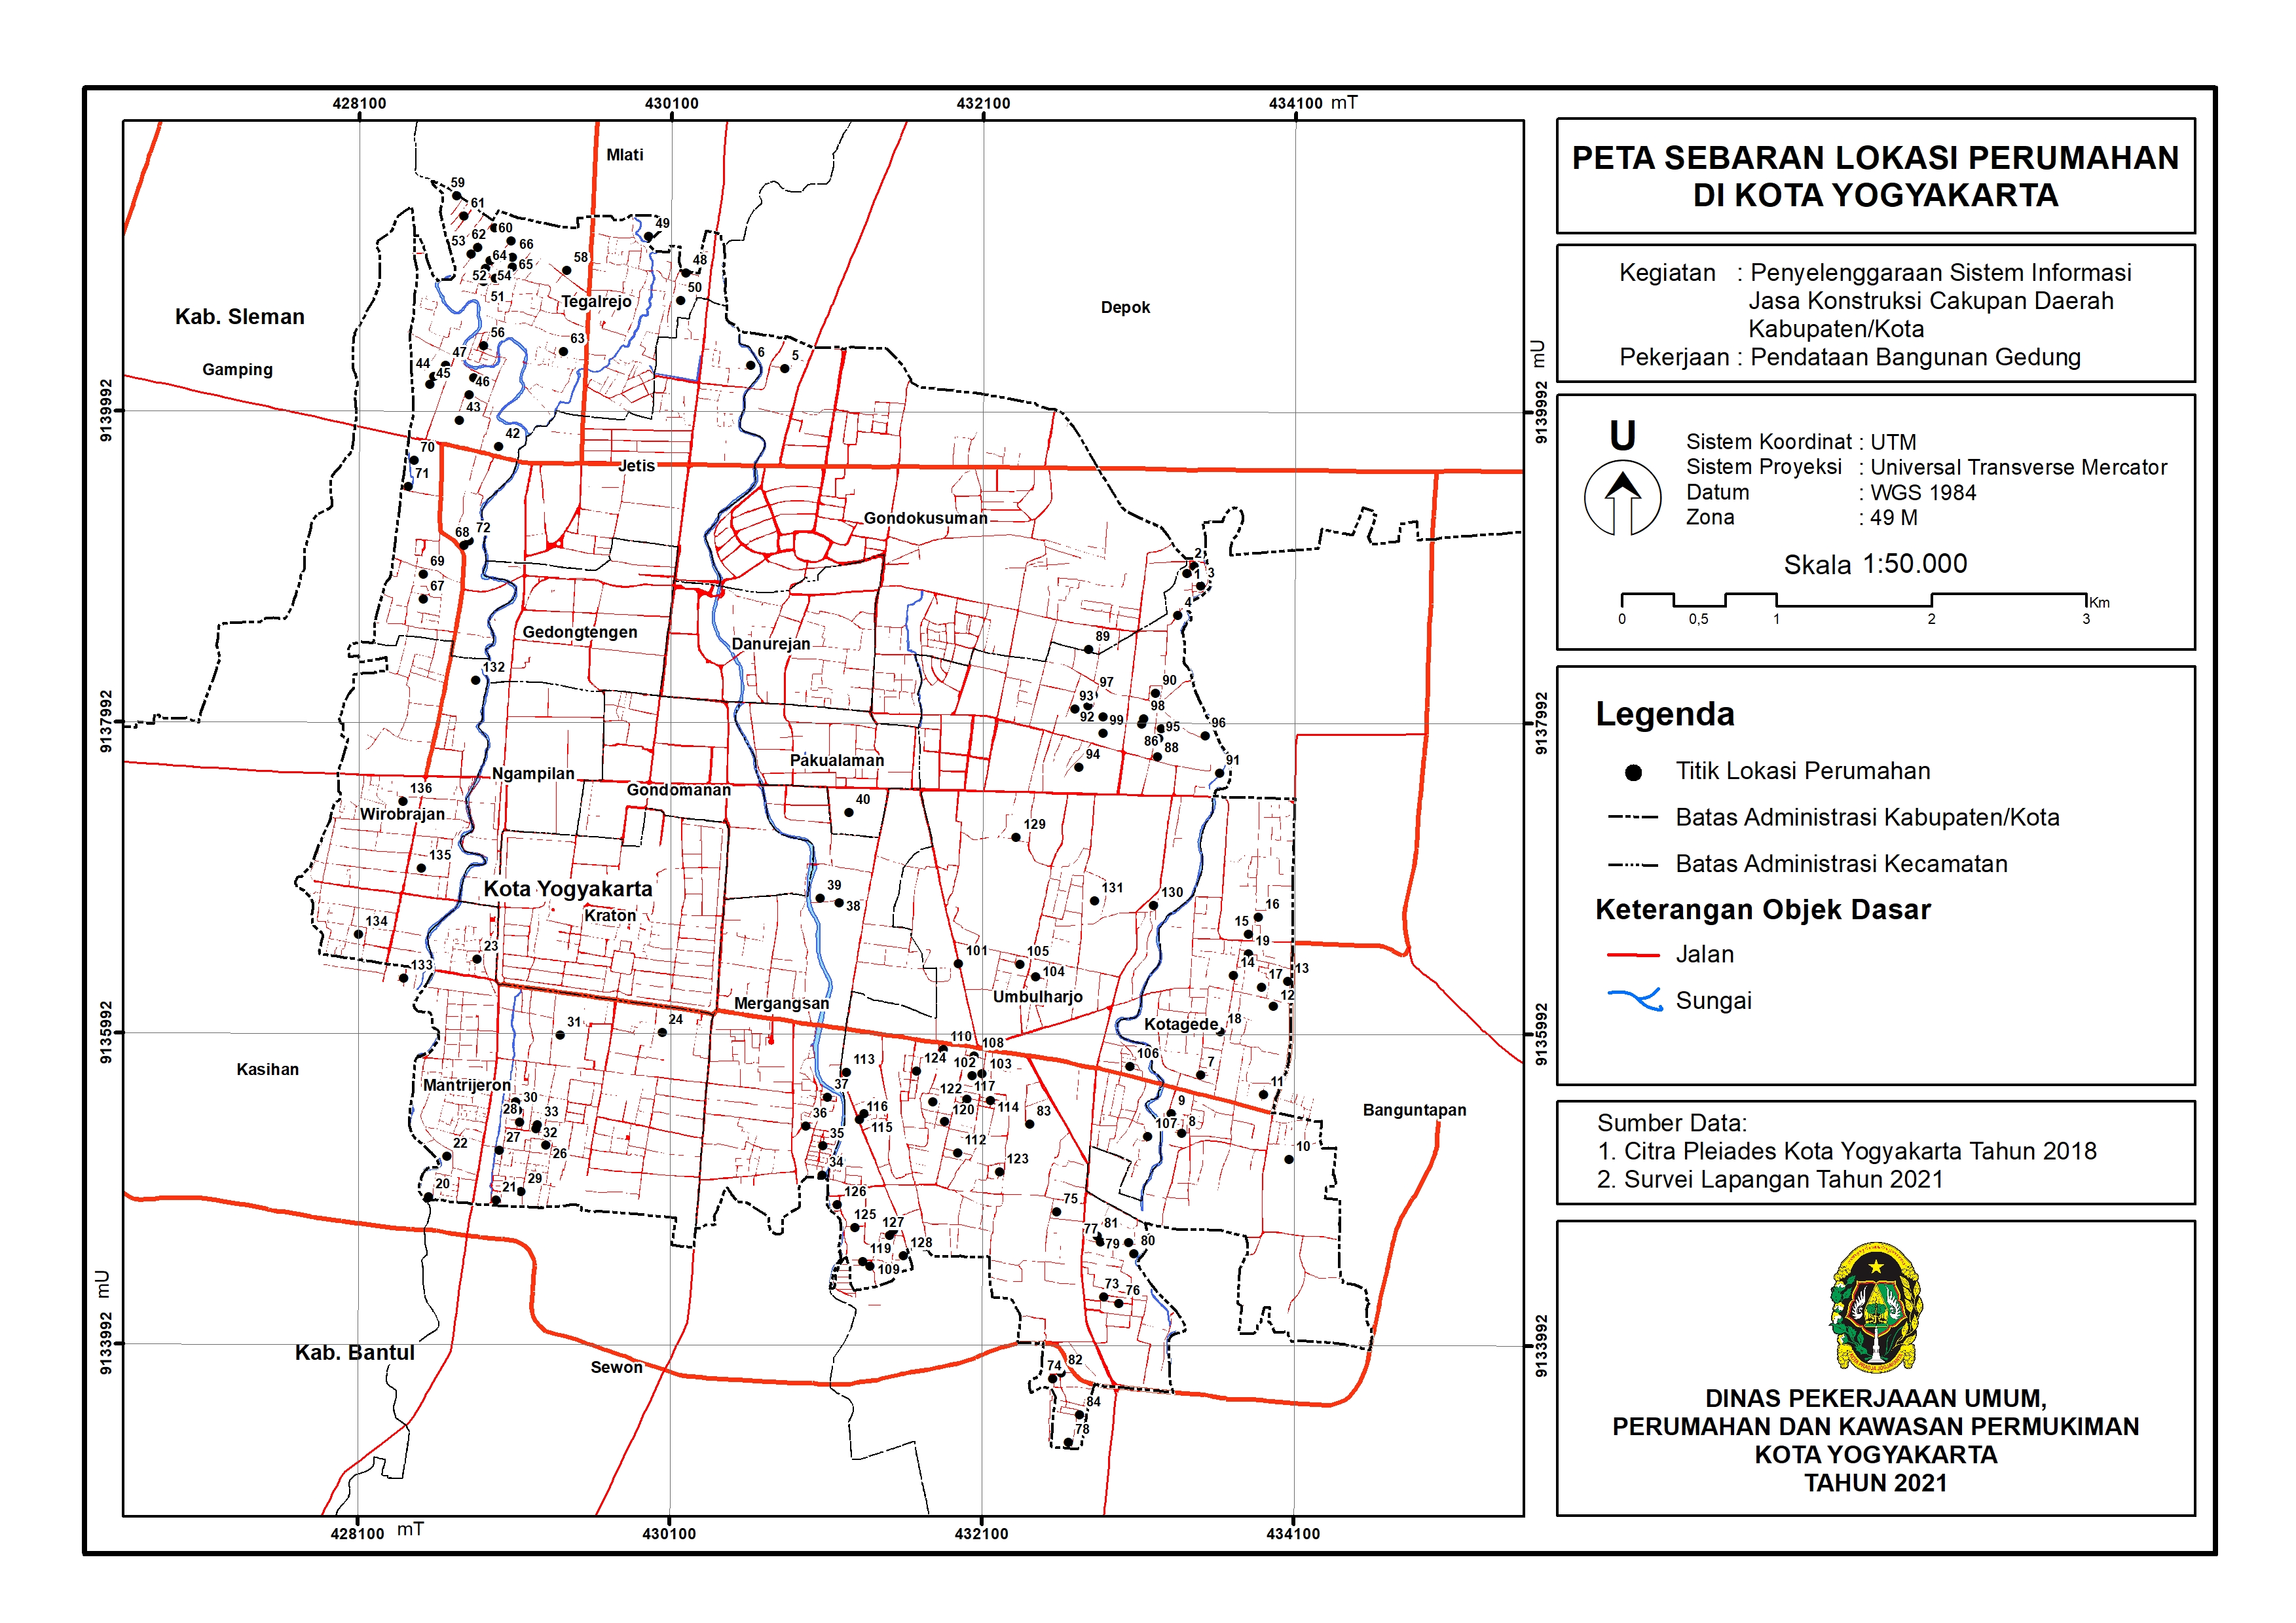 428100
430100
432100
434100 mT
Mlati
59
61
62
60
53
66
64
65
52
54
51
58
49
48
50
Tegalrejo
Depok
Kab. Sleman
Gamping
56
63
47
44
45
46
43
42
6
5
mU
9139992
9139992
70
71
Jetis
Gondokusuman
68
72
69
67
2
1
3
4
89
Gedongtengen
Danurejan
132
97
90
93
98
92
99
95
96
86
88
94
91
9137992
9137992
Pakualaman
Ngampilan
Gondomanan
136
Wirobrajan
40
129
135
Kota Yogyakarta
Kraton
39
38
131
130
16
15
19
134
23
133
101
105
104
14
17
13
12
Umbulharjo
Mergangsan
Kotagede
18
31
24
9135992
9135992
110
108
113
124
102
103
106
7
11
Kasihan
Mantrijeron
37
30
28
33
36
116
122
117
120
114
83
9
107
8
Banguntapan
27
32
26
22
35
115
112
34
123
10
20
21
29
126
125
127
119
128
109
75
77
81
79
80
73
76
mU
9133992
9133992
Kab. Bantul
Sewon
74
82
84
78
428100 mT
430100
432100
434100
PETA SEBARAN LOKASI PERUMAHAN
DI KOTA YOGYAKARTA
Kegiatan : Penyelenggaraan Sistem Informasi
Jasa Konstruksi Cakupan Daerah
Kabupaten/Kota
Pekerjaan : Pendataan Bangunan Gedung
U
Sistem Koordinat : UTM
Sistem Proyeksi : Universal Transverse Mercator
Datum : WGS 1984
Zona : 49 M
Skala 1:50.000
Km
0 0,5 1 2 3
Legenda
Titik Lokasi Perumahan
Batas Administrasi Kabupaten/Kota
Batas Administrasi Kecamatan
Keterangan Objek Dasar
Jalan
Sungai
Sumber Data:
1. Citra Pleiades Kota Yogyakarta Tahun 2018
2. Survei Lapangan Tahun 2021
DINAS PEKERJAAAN UMUM,
PERUMAHAN DAN KAWASAN PERMUKIMAN
KOTA YOGYAKARTA
TAHUN 2021